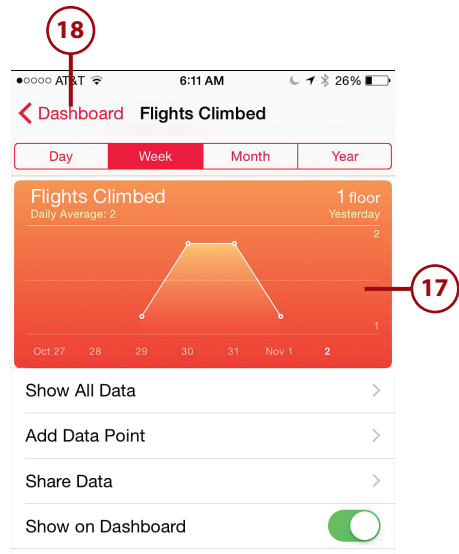 18
AT&T 6:11 AM 26%
Dashboard Flights Climbed
Day Week Month Year
Flights Climbed 1 floor
Daily Average: 2 Yesterday
2
17
1
Oct 27 28 29 30 31 Nov 1 2
Show All Data
Add Data Point
Share Data
Show on Dashboard